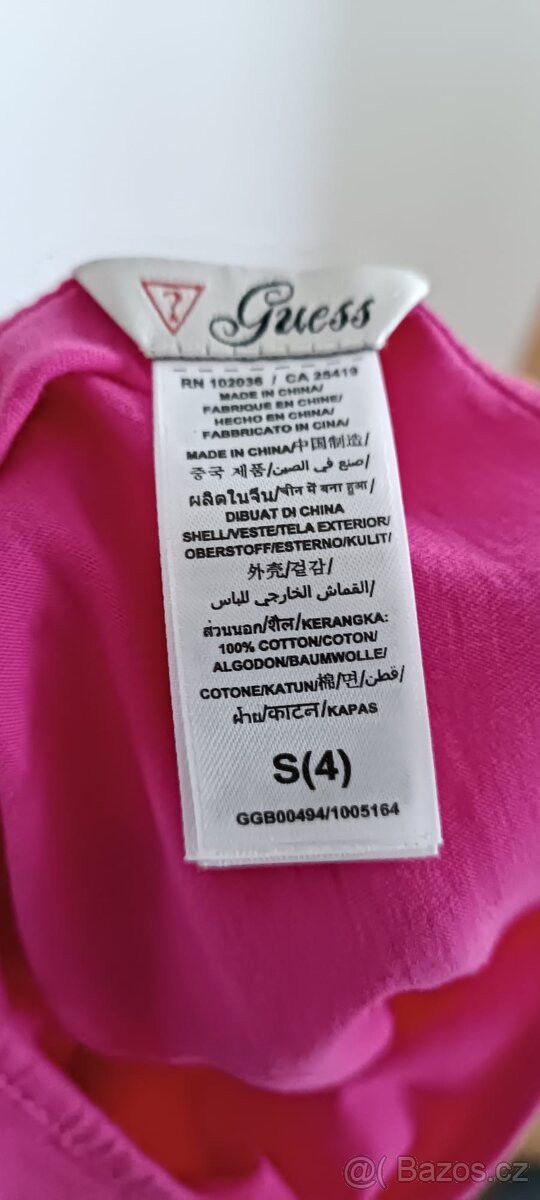 ? Guess
RN 102036 / CA 25419
MADE IN CHINA/
FABRIQUE EN CHINE/
HECHO EN CHINA/
FABBRICATO IN CINA/
MADE IN CHINA/中国制造/
중국 제품/صنع في الصين/
ผลิตในจีน/चीन में बना हुआ/
DIBUAT DI CHINA
SHELL/VESTE/TELA EXTERIOR/
OBERSTOFF/ESTERNO/KULIT/
外壳/겉감/
القماش الخارجي للباس/
ส่วนนอก/शैल/KERANGKA:
100% COTTON/COTON/
ALGODON/BAUMWOLLE/
COTONE/KATUN/棉/면/قطن/
ฝ้าย/काटन/KAPAS
S(4)
GGB00494/1005164
Bazos.cz